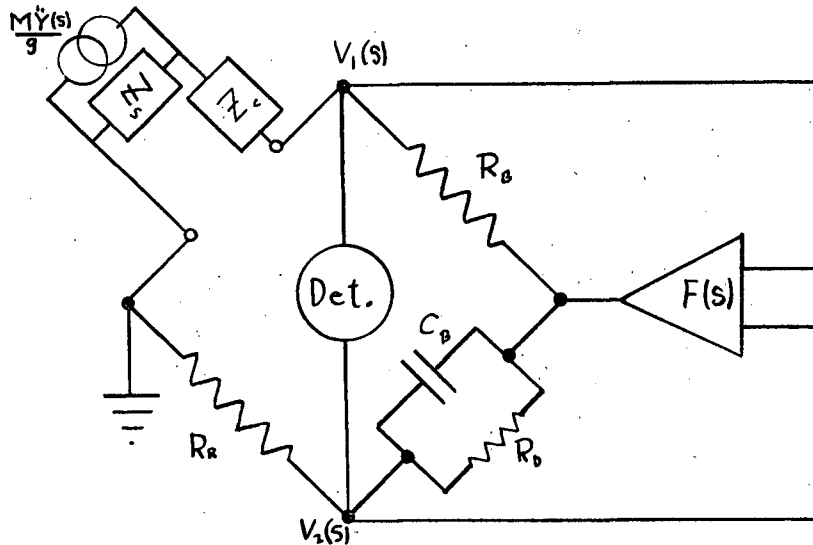 MŸ(s)
g
Z_s
Z_c
V₁(s)
R_B
Det.
F(s)
C_B
R_D
R_R
V₂(s)